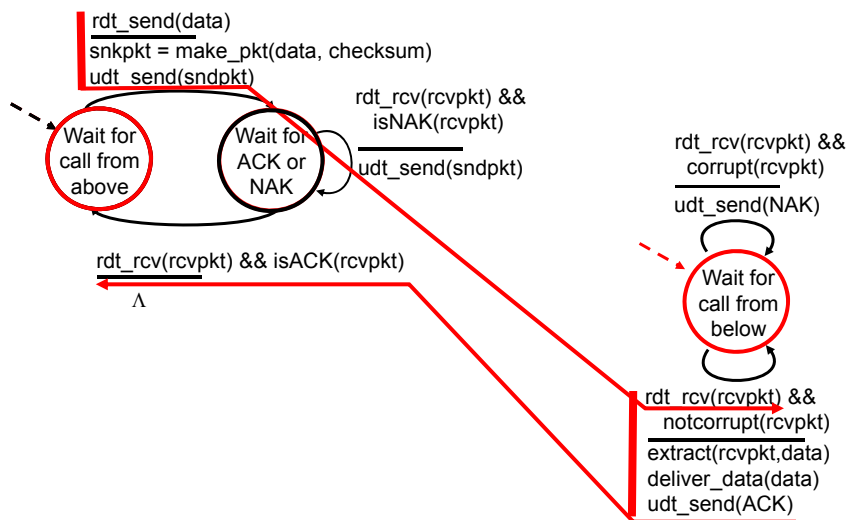 rdt_send(data)
snkpkt = make_pkt(data, checksum)
udt_send(sndpkt)
Wait for
call from
above
Wait for
ACK or
NAK
rdt_rcv(rcvpkt) &&
isNAK(rcvpkt)
udt_send(sndpkt)
rdt_rcv(rcvpkt) && isACK(rcvpkt)
Λ
rdt_rcv(rcvpkt) &&
corrupt(rcvpkt)
udt_send(NAK)
Wait for
call from
below
rdt_rcv(rcvpkt) &&
notcorrupt(rcvpkt)
extract(rcvpkt,data)
deliver_data(data)
udt_send(ACK)